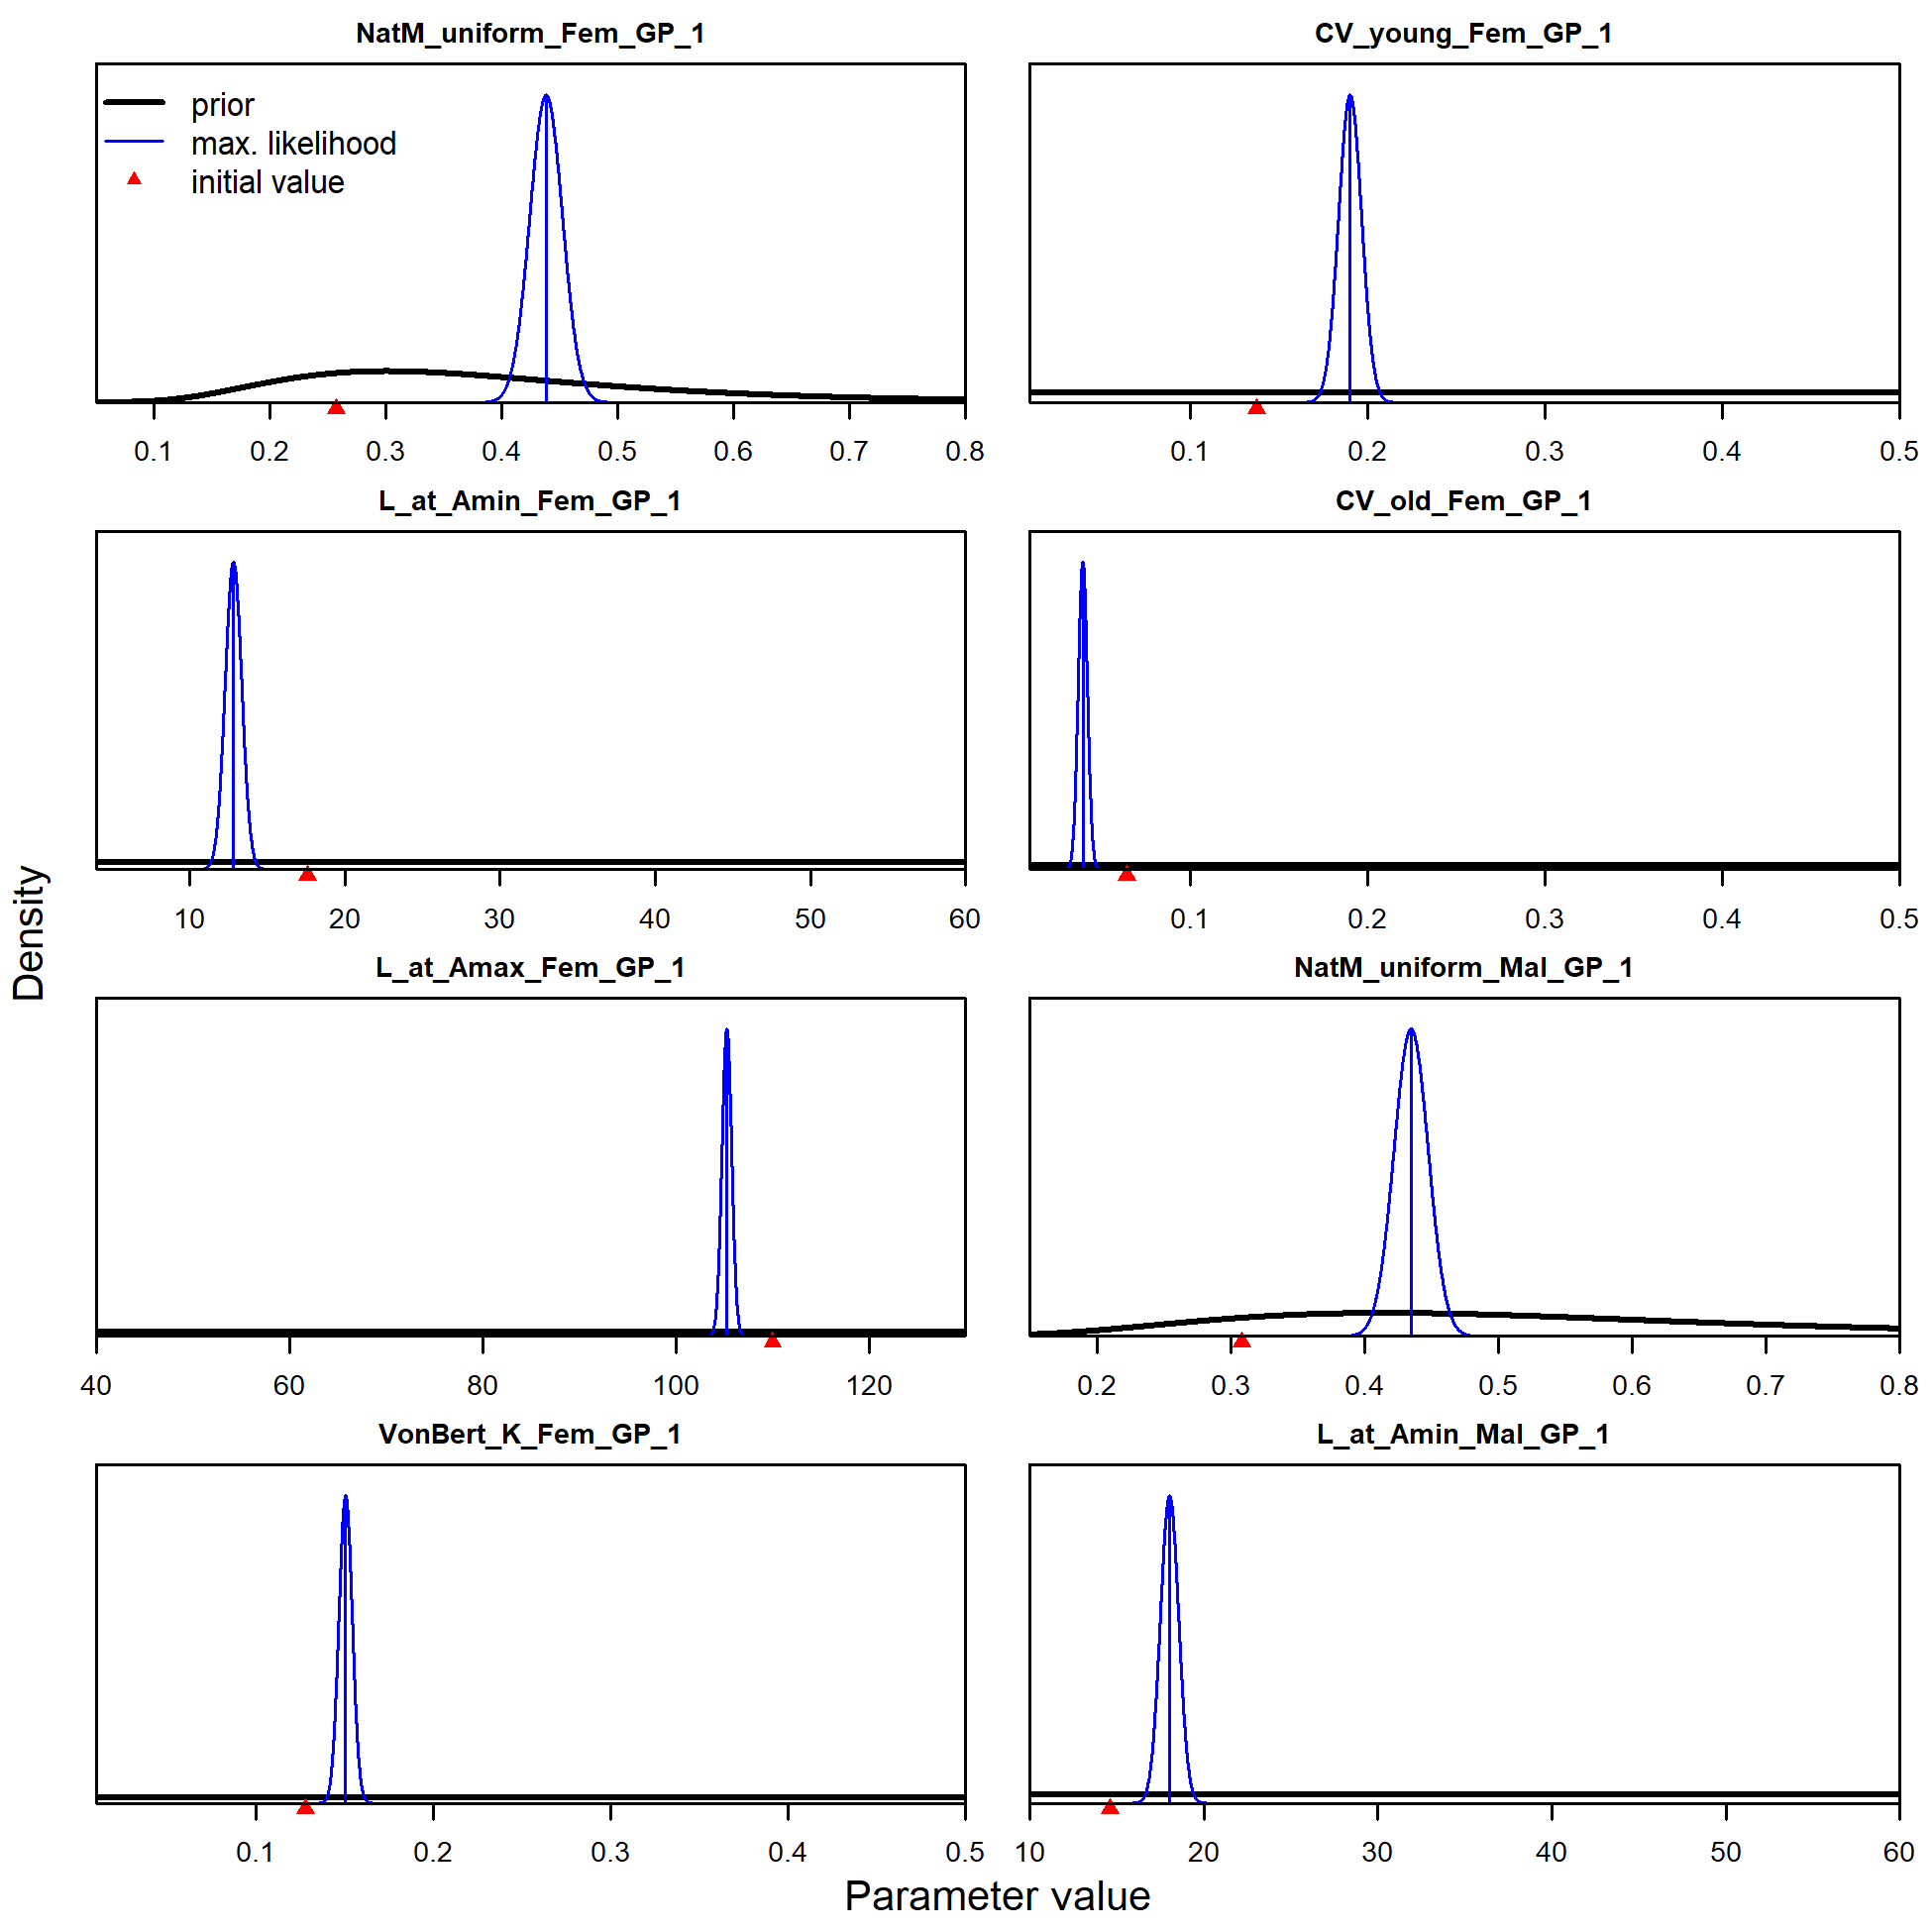 NatM_uniform_Fem_GP_1
CV_young_Fem_GP_1
prior
max. likelihood
initial value
0.1 0.2 0.3 0.4 0.5 0.6 0.7 0.8
0.1 0.2 0.3 0.4 0.5
L_at_Amin_Fem_GP_1
CV_old_Fem_GP_1
10 20 30 40 50 60
0.1 0.2 0.3 0.4 0.5
Density
L_at_Amax_Fem_GP_1
NatM_uniform_Mal_GP_1
40 60 80 100 120
0.2 0.3 0.4 0.5 0.6 0.7 0.8
VonBert_K_Fem_GP_1
L_at_Amin_Mal_GP_1
0.1 0.2 0.3 0.4 0.5
10 20 30 40 50 60
Parameter value